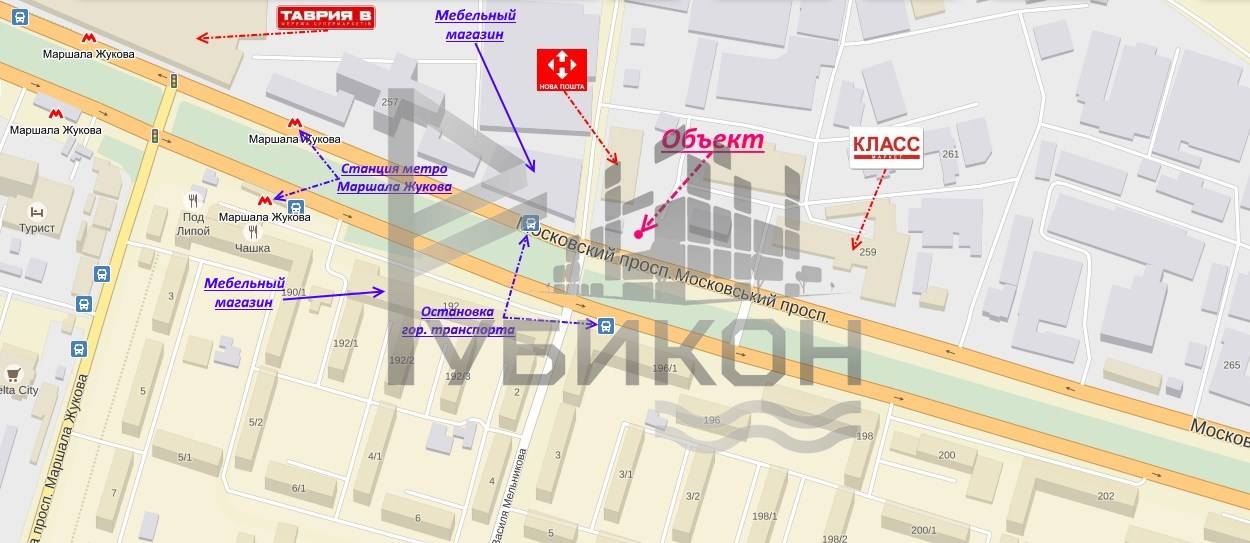 ТАВРИЯ В
МЕРЕЖА СУПЕРМАРКЕТІВ
Мебельный
магазин
Маршала Жукова
НОВА ПОШТА
257
Маршала Жукова
Маршала Жукова
Объект
КЛАСС
МАРКЕТ
261
Станция метро
Маршала Жукова
Турист
Под
Липой
Маршала Жукова
Чашка
Московский просп. Московський просп.
259
Мебельный
магазин
190/1
3
192
Остановка
гор. транспорта
РУБИКОН
192/1
192/2
192/3
2
196/1
265
elta City
5
196
198
Москов
5/2
5/1
4/1
6/1
7
4
3
3/1
3/2
200
202
198/1
198/2
200/1
5
просп. Маршала Жукова
Василя Мельникова